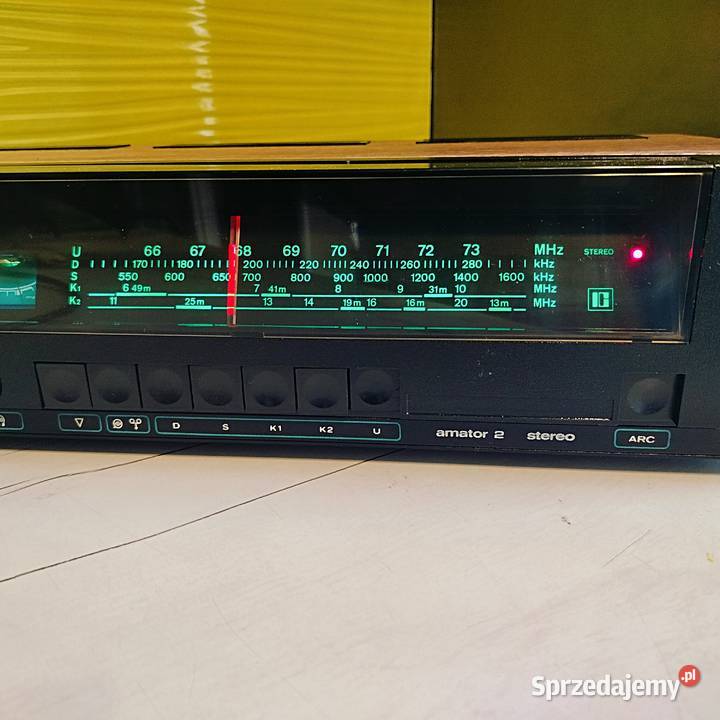 U 66 67 68 69 70 71 72 73 MHz STEREO
D 170 180 200 220 240 260 280 kHz
S 550 600 650 700 800 900 1000 1200 1400 1600 kHz
K1 6 49m 7 41m 8 9 31m 10 MHz
K2 11 25m 13 14 19m 16 16m 20 13m MHz
D S K1 K2 U amator 2 stereo ARC
Sprzedajemy.pl